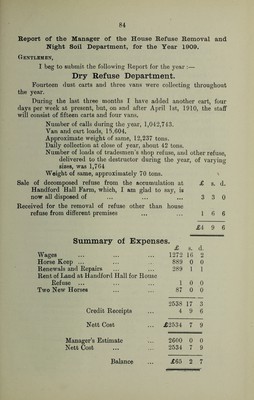 84
Report of the Manager of the House Refuse Removal and
Night Soil Department, for the Year 1909.
GENTLEMEN,
I beg to submit the following Report for the year :—
Dry Refuse Department.
Fourteen dust carts and three vans were collecting throughout
the year.
During the last three months I have added another cart, four
days per week at present, but, on and after April 1st, 1910, the staff
will consist of fifteen carts and four vans.
Number of calls during the year, 1,042,743.
Van and cart loads, 15,604.
Approximate weight of same, 12,237 tons.
Daily collection at close of year, about 42 tons.
Number of loads of tradesmen's shop refuse, and other refuse,
delivered to the destructor during the year, of varying
sizes, was 1,764
Weight of same, approximately 70 tons.
Sale of decomposed refuse from the accumulation at £ s. d.
Handford Hall Farm, which, I am glad to say, is
now all disposed of ... ... ... 3 3 0
Received for the removal of refuse other than house
refuse from different premises ... ... 1 6 6
£4 9 6
Summary of Expenses.
£ s. d.
Wages ... ... ... 1272 16 2
Horse Keep ... ... ... 889 0 0
Renewals and Repairs ... ... 289 1 1
Rent of Land at Handford Hall for House
Refuse ... ... ... 1 0 0
Two New Horses ... ... 87 0 0
2538 17 3
Credit Receipts ... 4 9 6
Nett Cost ... £2534 7 9
Manager's Estimate ... 2600 0 0
Nett Cost ... ... 2534 7 9
Balance ... £65 2 7